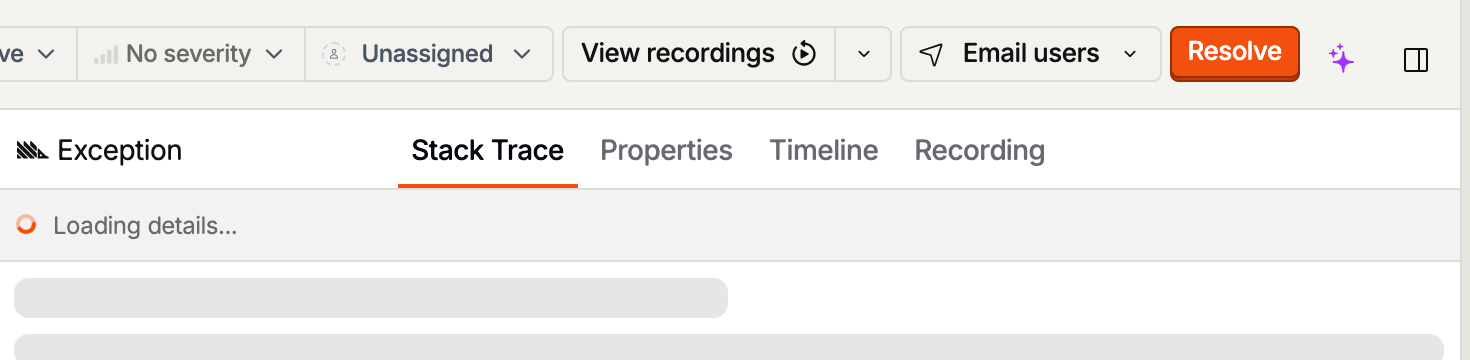 ve No severity Unassigned View recordings Email users Resolve
Exception Stack Trace Properties Timeline Recording
Loading details...